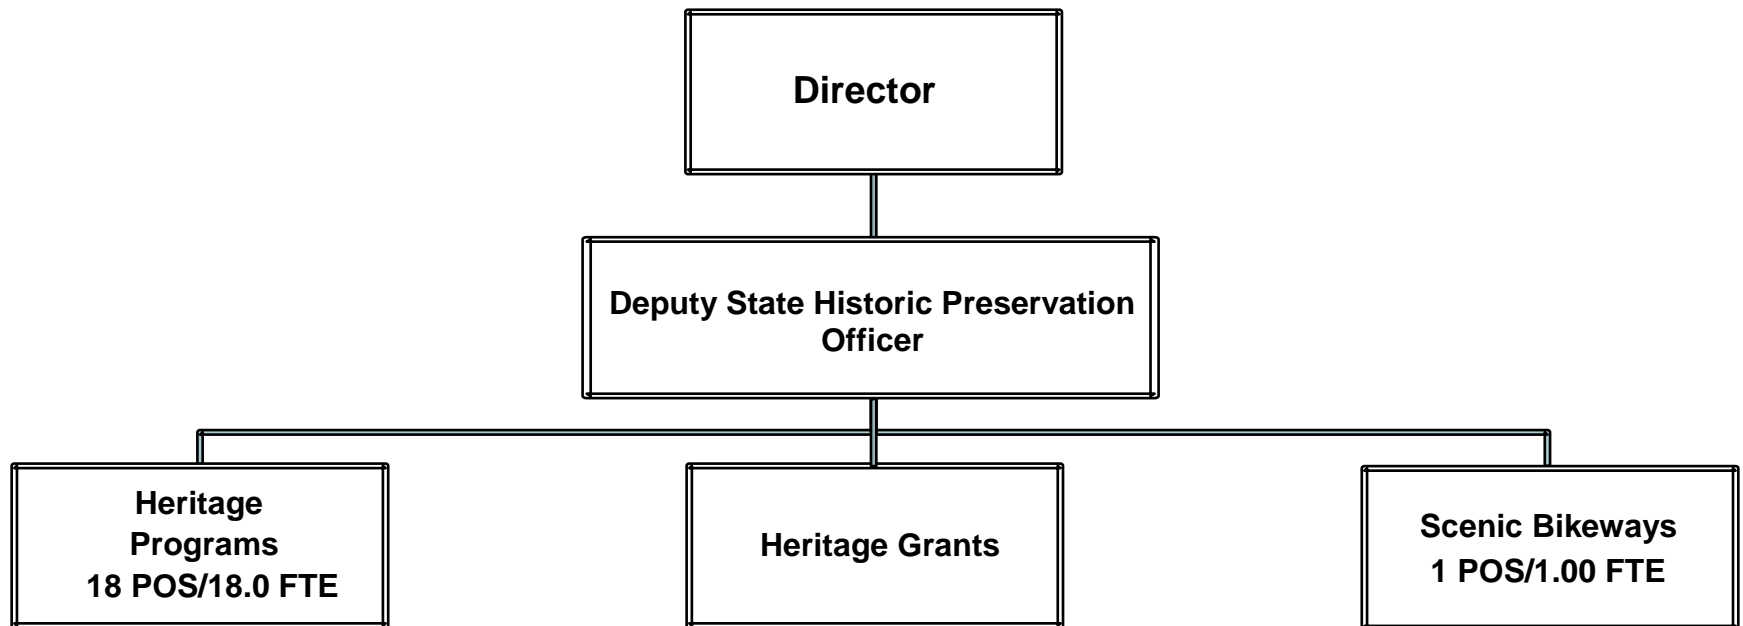 Director
Deputy State Historic Preservation
Officer
Heritage
Programs
18 POS/18.0 FTE
Heritage Grants
Scenic Bikeways
1 POS/1.00 FTE